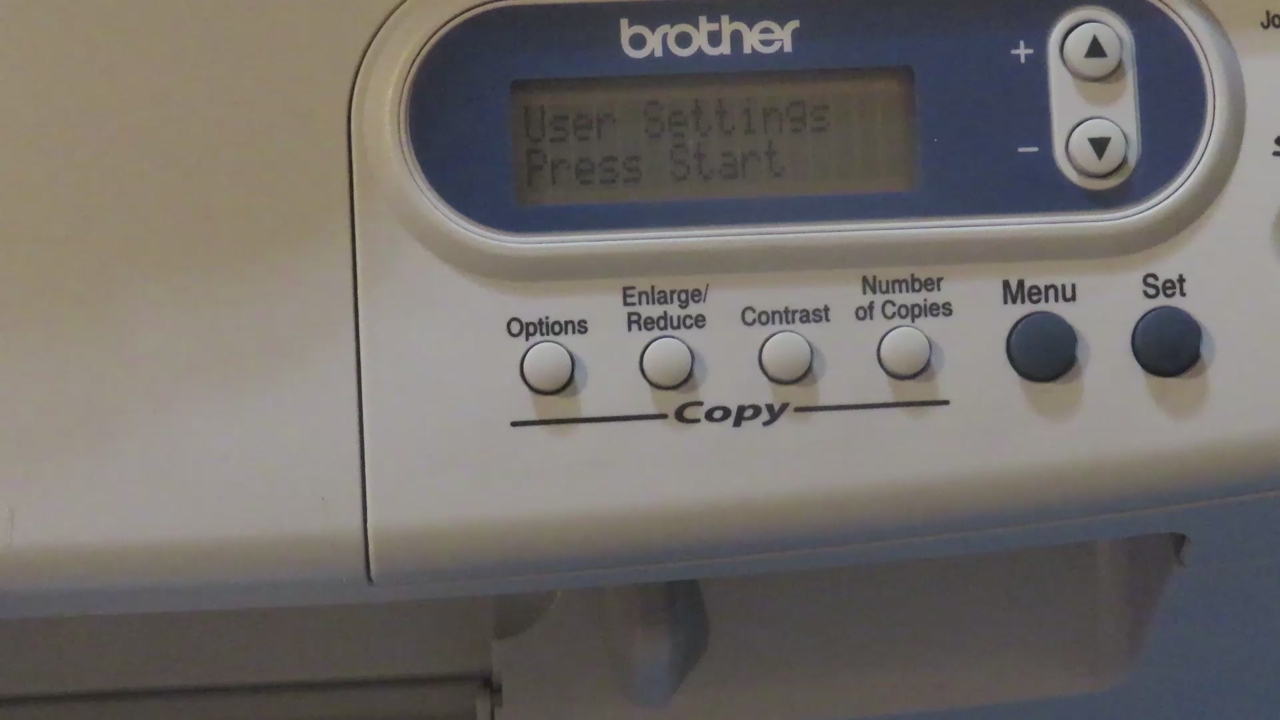 brother
User Settings
Press Start
+
−
Options
Enlarge/
Reduce
Contrast
Number
of Copies
Menu
Set
Copy